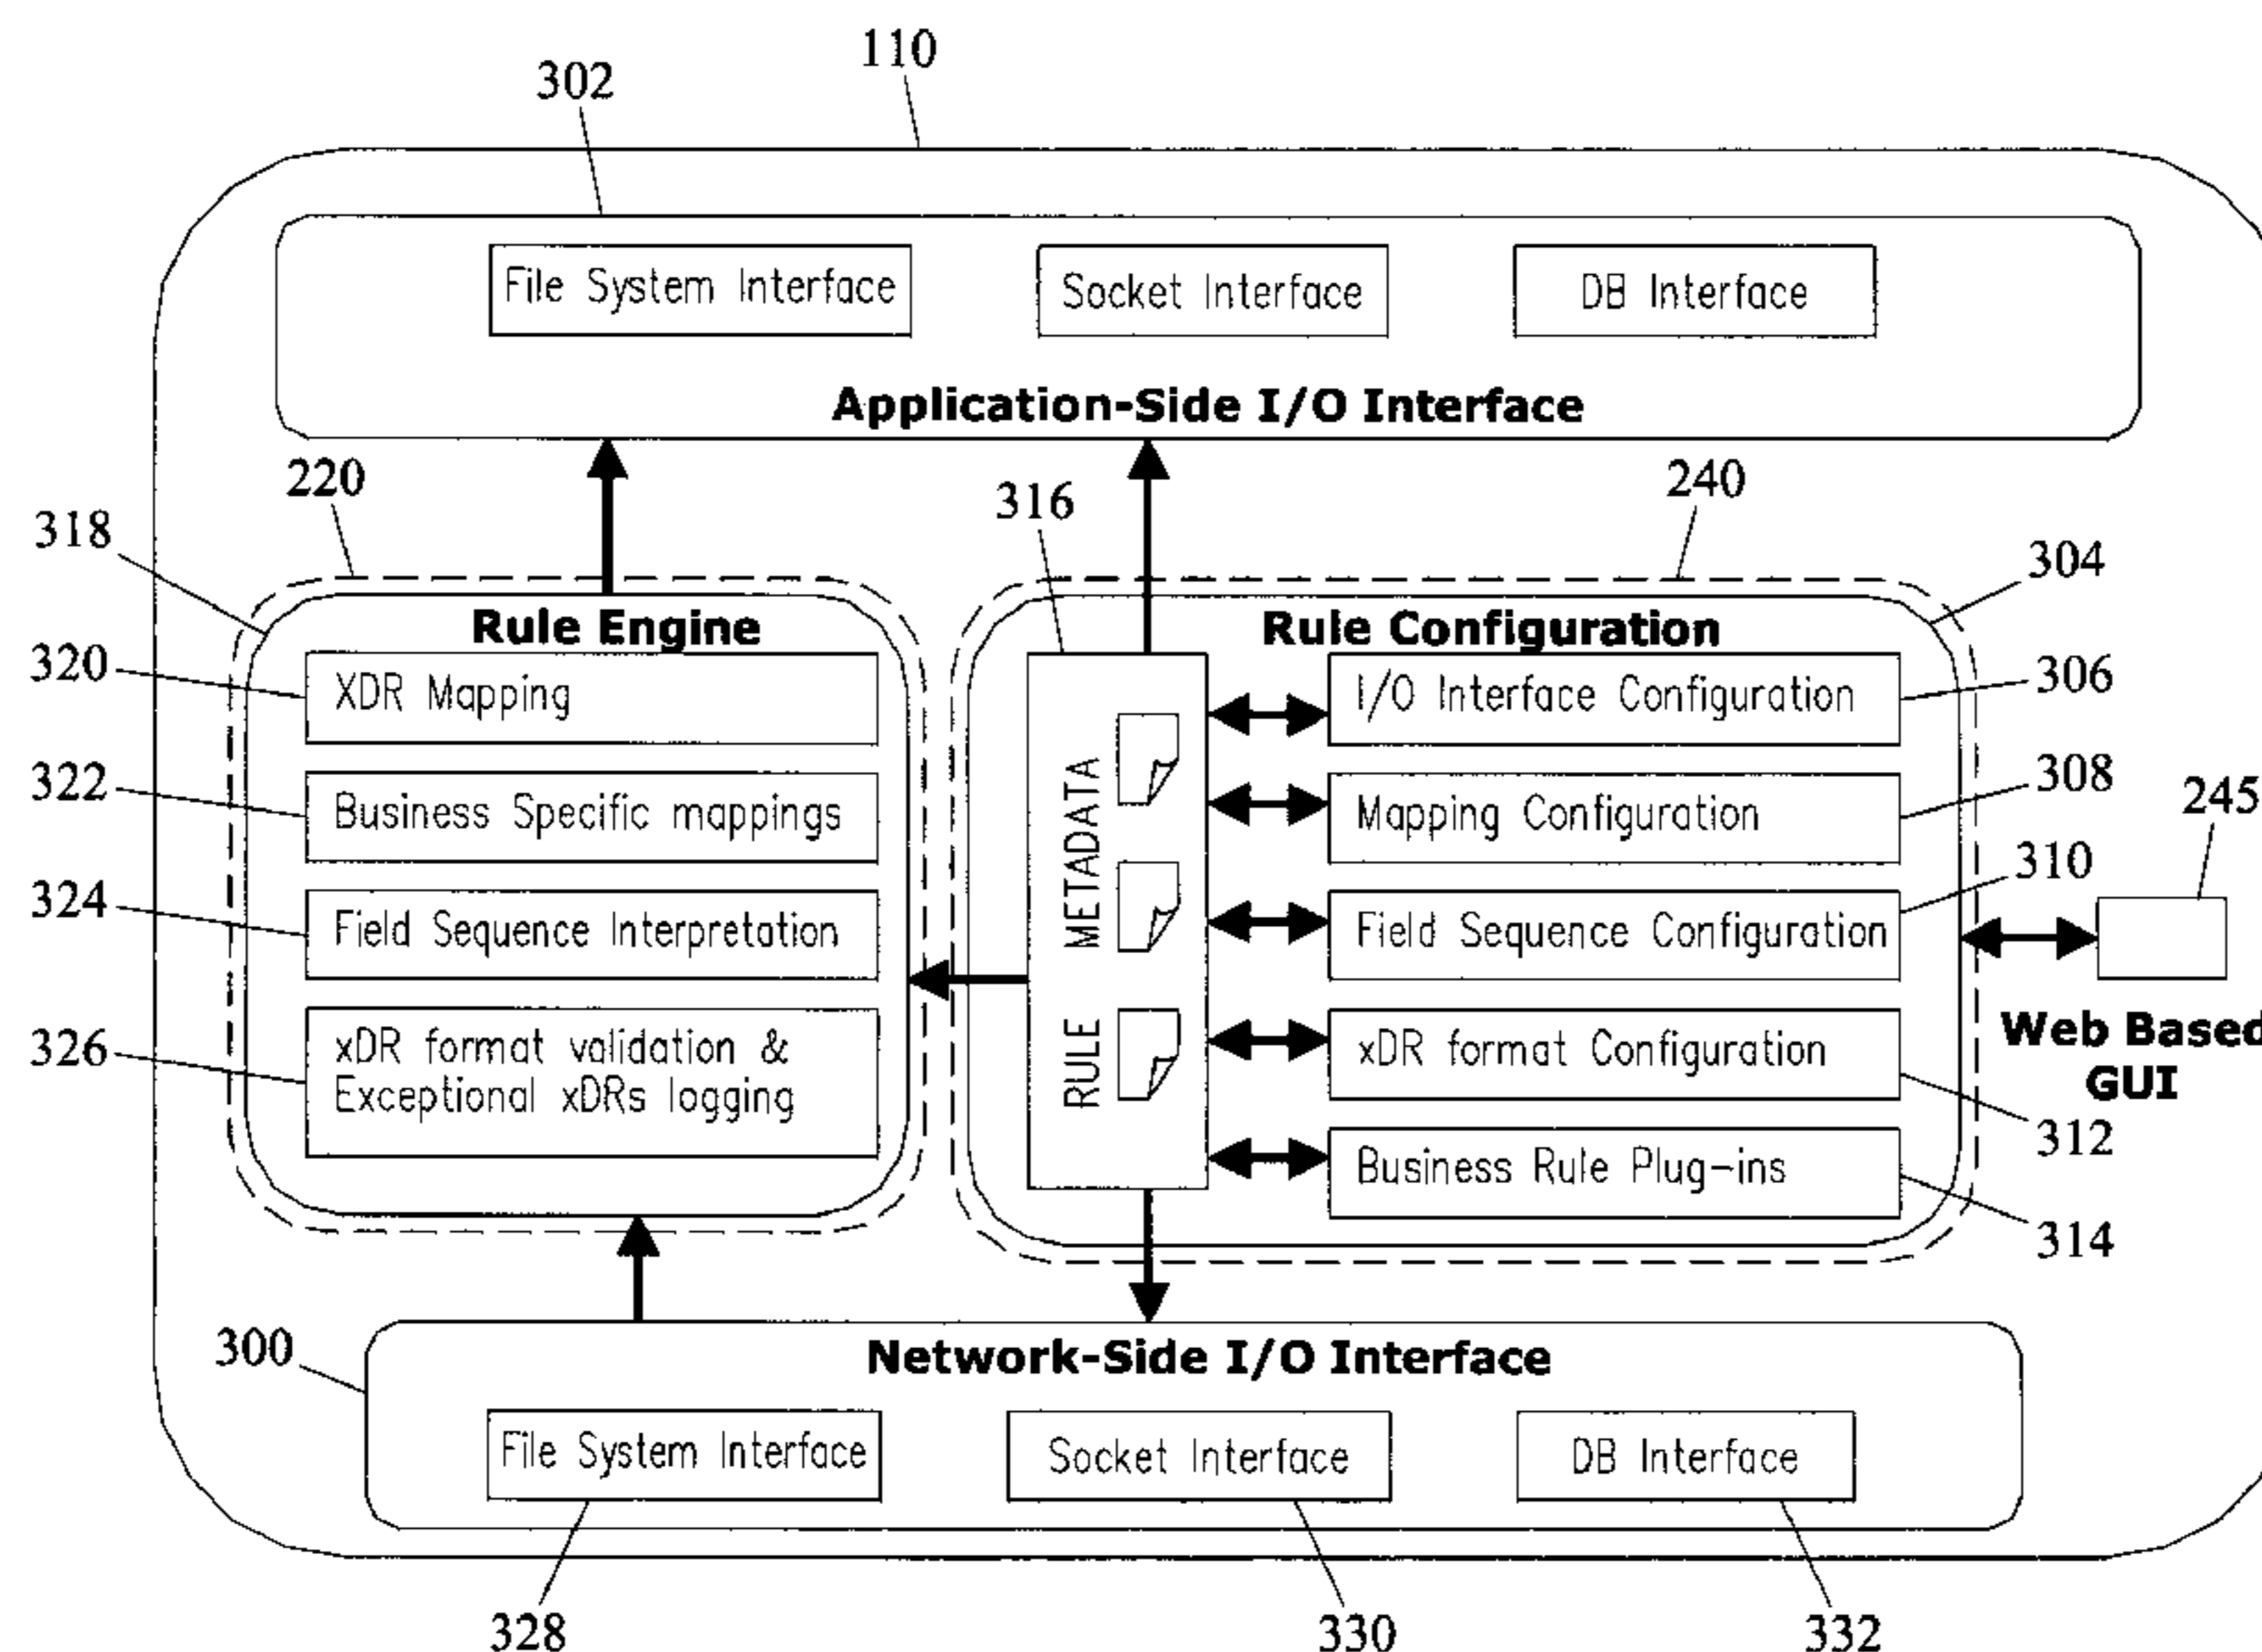 110
302
File System Interface
Socket Interface
DB Interface
Application-Side I/O Interface
220
318
316
240
304
Rule Engine
320
XDR Mapping
322
Business Specific mappings
324
Field Sequence Interpretation
326
xDR format validation &
Exceptional xDRs logging
Rule Configuration
RULE METADATA
I/O Interface Configuration
306
Mapping Configuration
308
Field Sequence Configuration
310
xDR format Configuration
312
Business Rule Plug-ins
314
245
Web Based
GUI
300
Network-Side I/O Interface
File System Interface
Socket Interface
DB Interface
328
330
332